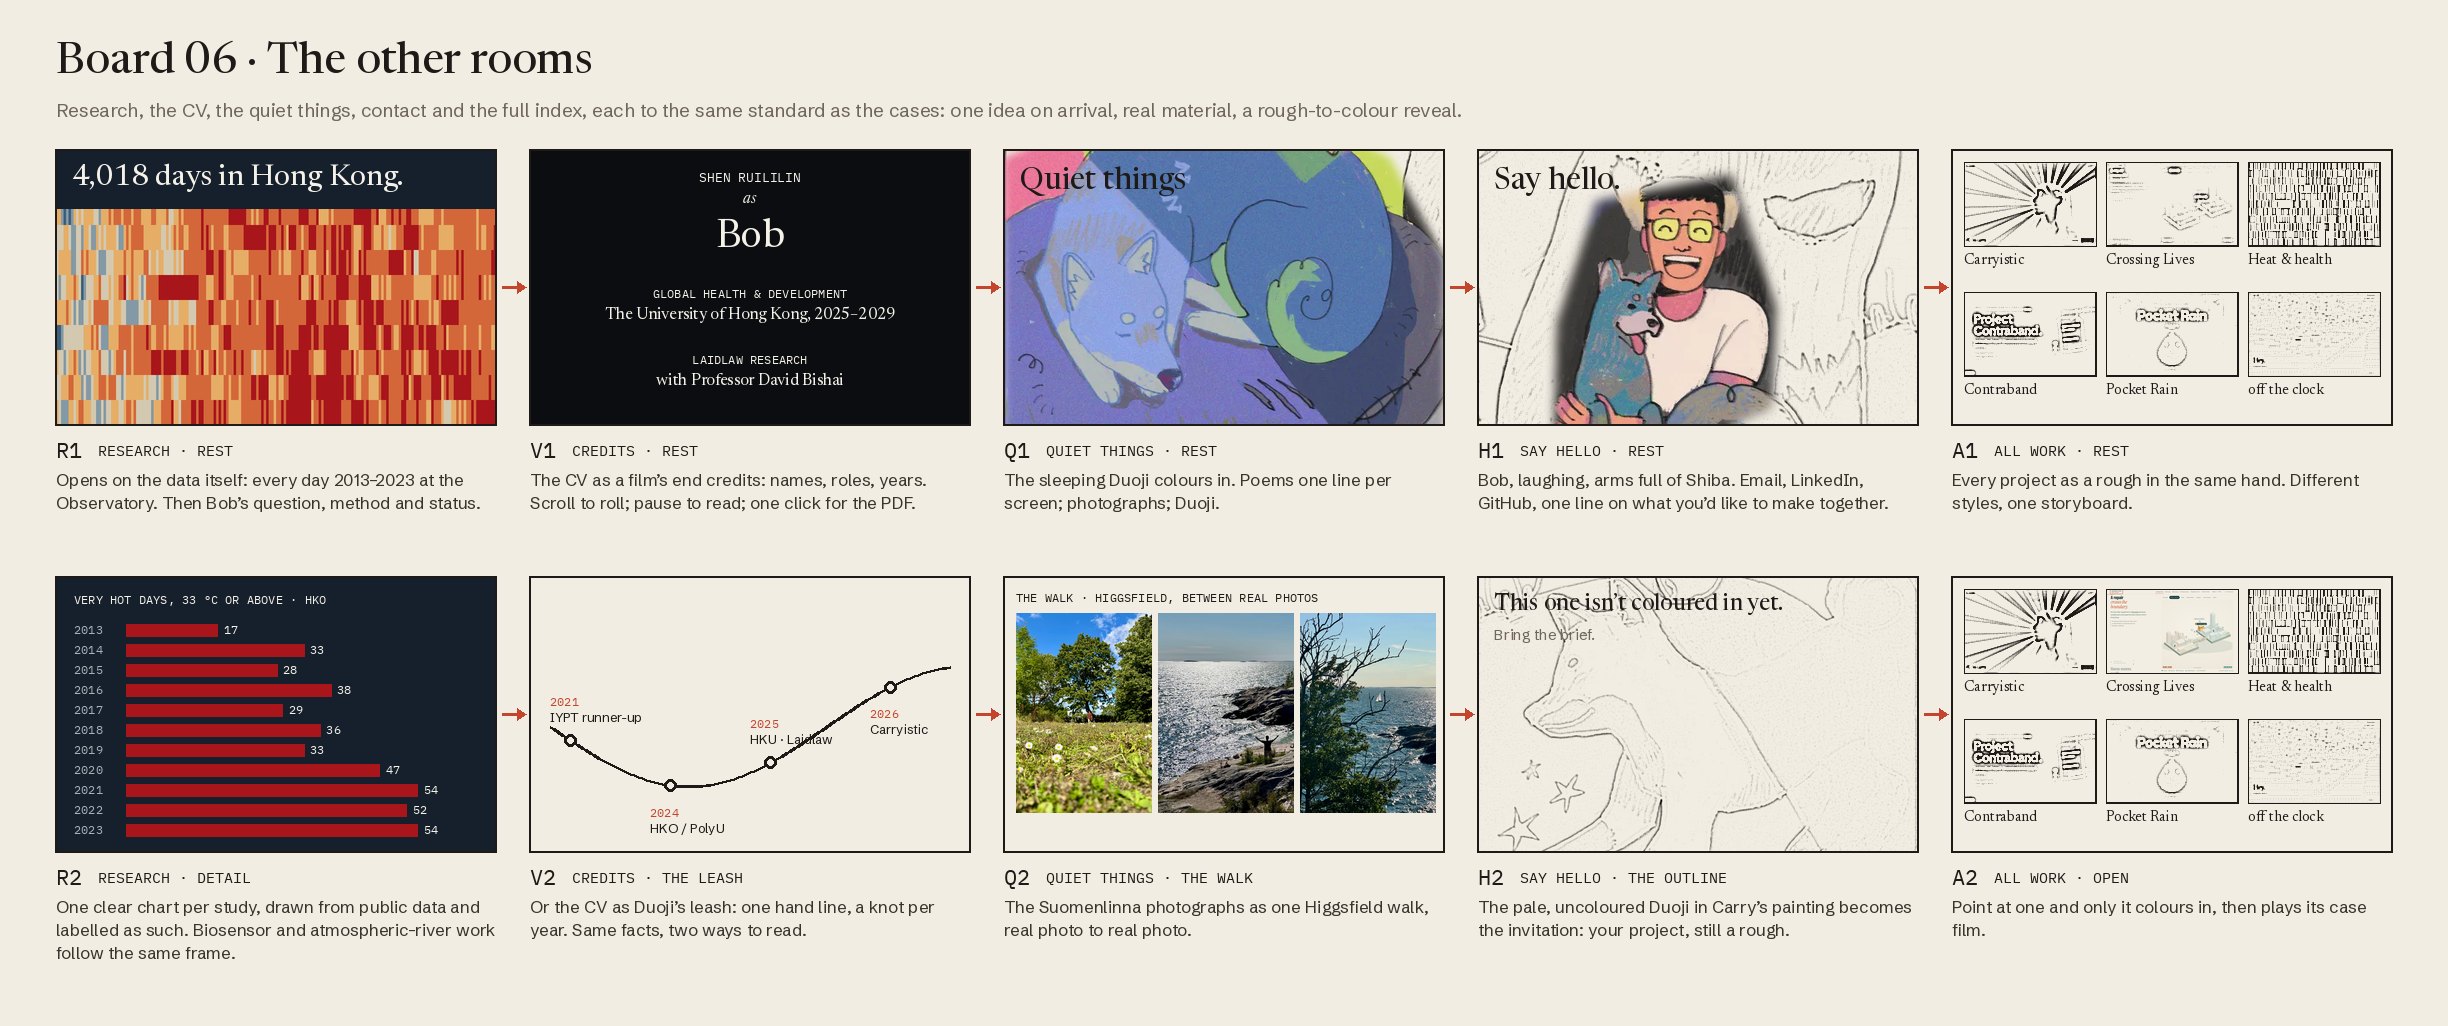 Board 06 · The other rooms
Research, the CV, the quiet things, contact and the full index, each to the same standard as the cases: one idea on arrival, real material, a rough-to-colour reveal.
4,018 days in Hong Kong.
R1 RESEARCH · REST
Opens on the data itself: every day 2013–2023 at the
Observatory. Then Bob's question, method and status.
SHEN RUILILIN
as
Bob
GLOBAL HEALTH & DEVELOPMENT
The University of Hong Kong, 2025–2029
LAIDLAW RESEARCH
with Professor David Bishai
V1 CREDITS · REST
The CV as a film's end credits: names, roles, years.
Scroll to roll; pause to read; one click for the PDF.
Quiet things
Q1 QUIET THINGS · REST
The sleeping Duoji colours in. Poems one line per
screen; photographs; Duoji.
Say hello.
H1 SAY HELLO · REST
Bob, laughing, arms full of Shiba. Email, LinkedIn,
GitHub, one line on what you'd like to make together.
Carryistic
Crossing Lives
Heat & health
Project
Contraband
Pocket Rain
Contraband
Pocket Rain
off the clock
A1 ALL WORK · REST
Every project as a rough in the same hand. Different
styles, one storyboard.
VERY HOT DAYS, 33 °C OR ABOVE · HKO
2013 17
2014 33
2015 28
2016 38
2017 29
2018 36
2019 33
2020 47
2021 54
2022 52
2023 54
R2 RESEARCH · DETAIL
One clear chart per study, drawn from public data and
labelled as such. Biosensor and atmospheric-river work
follow the same frame.
2021
IYPT runner-up
2024
HKO / PolyU
2025
HKU · Laidlaw
2026
Carryistic
V2 CREDITS · THE LEASH
Or the CV as Duoji's leash: one hand line, a knot per
year. Same facts, two ways to read.
THE WALK · HIGGSFIELD, BETWEEN REAL PHOTOS
Q2 QUIET THINGS · THE WALK
The Suomenlinna photographs as one Higgsfield walk,
real photo to real photo.
This one isn't coloured in yet.
Bring the brief.
H2 SAY HELLO · THE OUTLINE
The pale, uncoloured Duoji in Carry's painting becomes
the invitation: your project, still a rough.
Carryistic
Crossing Lives
Heat & health
Project
Contraband
Pocket Rain
Contraband
Pocket Rain
off the clock
A2 ALL WORK · OPEN
Point at one and only it colours in, then plays its case
film.